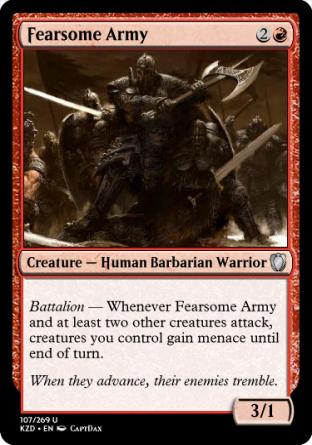 Fearsome Army 2
Creature — Human Barbarian Warrior
Battalion — Whenever Fearsome Army
and at least two other creatures attack,
creatures you control gain menace until
end of turn.
When they advance, their enemies tremble.
3/1
107/269 U
KZD • EN CaptDax